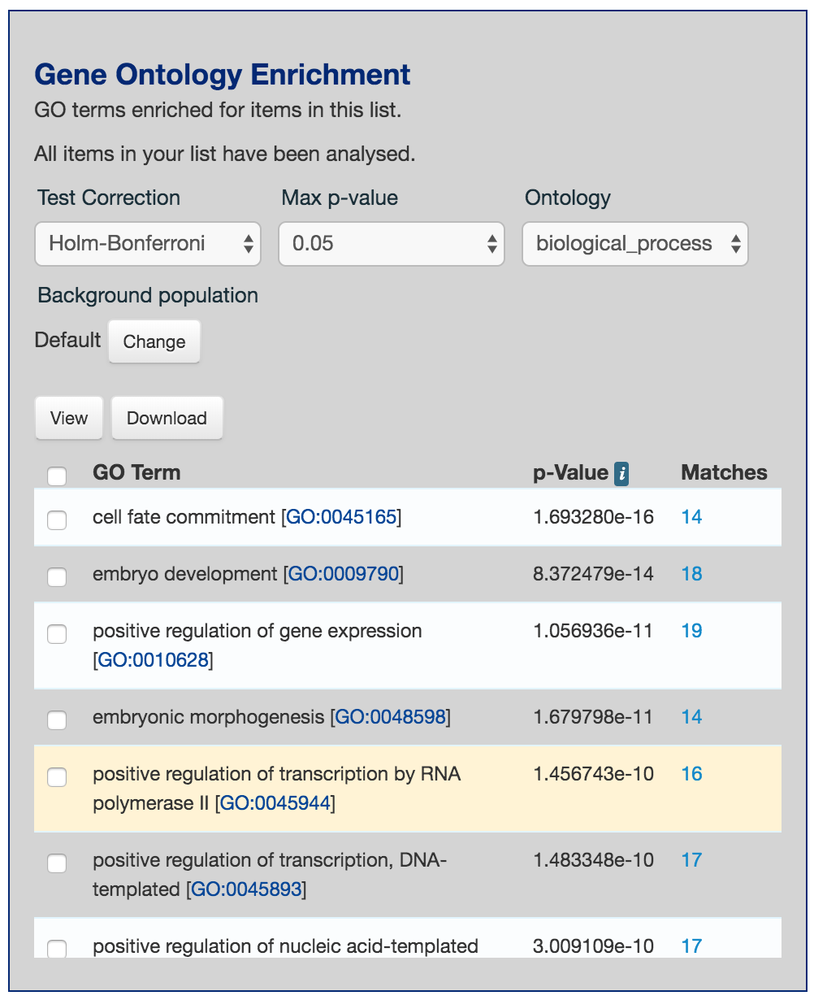 Gene Ontology Enrichment
GO terms enriched for items in this list.
All items in your list have been analysed.
Test Correction Max p-value Ontology
Holm-Bonferroni 0.05 biological_process
Background population
Default Change
View Download
GO Term p-Value i Matches
cell fate commitment [GO:0045165] 1.693280e-16 14
embryo development [GO:0009790] 8.372479e-14 18
positive regulation of gene expression 1.056936e-11 19
[GO:0010628]
embryonic morphogenesis [GO:0048598] 1.679798e-11 14
positive regulation of transcription by RNA 1.456743e-10 16
polymerase II [GO:0045944]
positive regulation of transcription, DNA- 1.483348e-10 17
templated [GO:0045893]
positive regulation of nucleic acid-templated 3.009109e-10 17